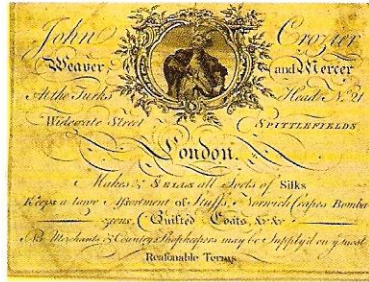 John Crozier
Weaver, and Mercer
At the Turks Head No. 21
Widegate Street SPITTLEFIELDS
London.
Makes & Sells all Sorts of Silks
Keeps a large Assortment of Stuffs, Norwich Crapes Bomba-
zeens, Quilted Coats, &c &c
NB. Merchants & Country Shopkeepers may be Supply'd on ye most
Reasonable Terms